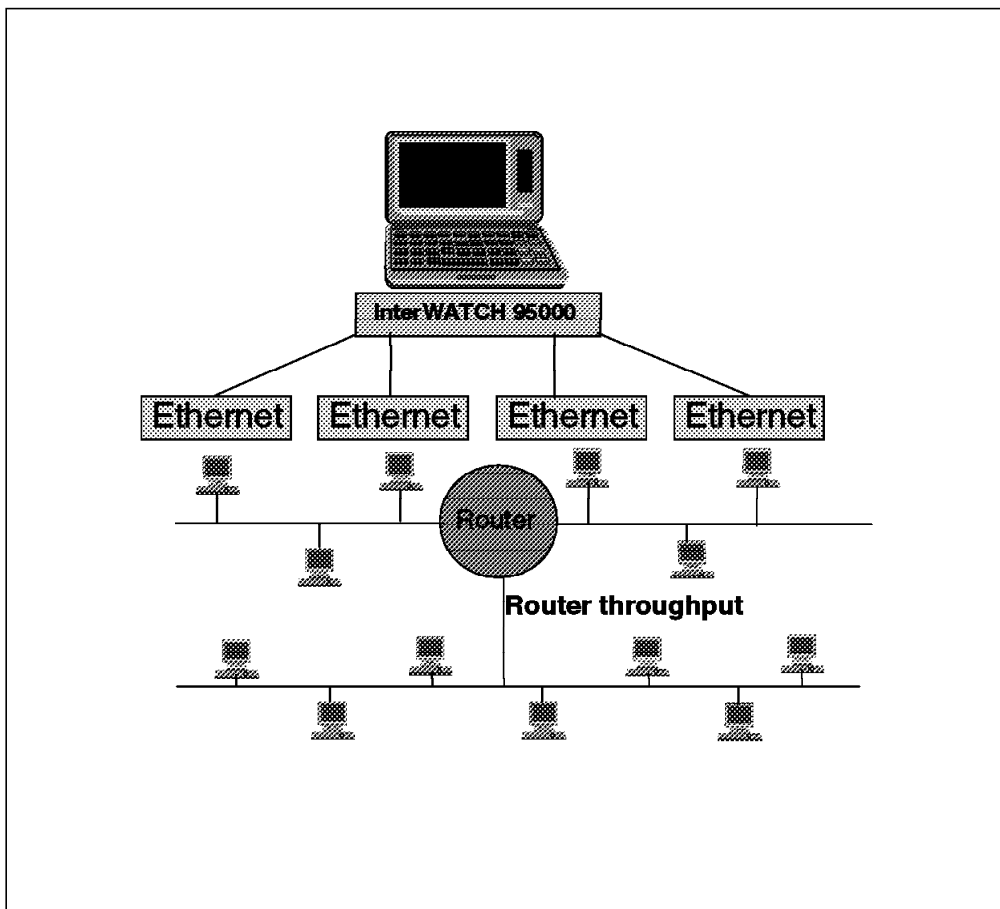 InterWATCH 95000
Ethernet
Ethernet
Ethernet
Ethernet
Router
Router throughput